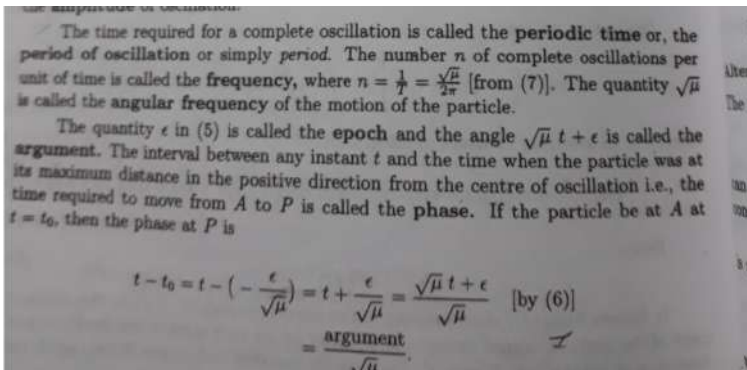 The time required for a complete oscillation is called the periodic time or, the
period of oscillation or simply period. The number n of complete oscillations per
unit of time is called the frequency, where n = 1/T = √μ/2π [from (7)]. The quantity √μ
is called the angular frequency of the motion of the particle.
The quantity ϵ in (5) is called the epoch and the angle √μ t + ϵ is called the
argument. The interval between any instant t and the time when the particle was at
its maximum distance in the positive direction from the centre of oscillation i.e., the
time required to move from A to P is called the phase. If the particle be at A at
t = t₀, then the phase at P is
t − t₀ = t − (− ϵ/√μ) = t + ϵ/√μ = (√μ t + ϵ)/√μ [by (6)]
= argument/√μ.
The